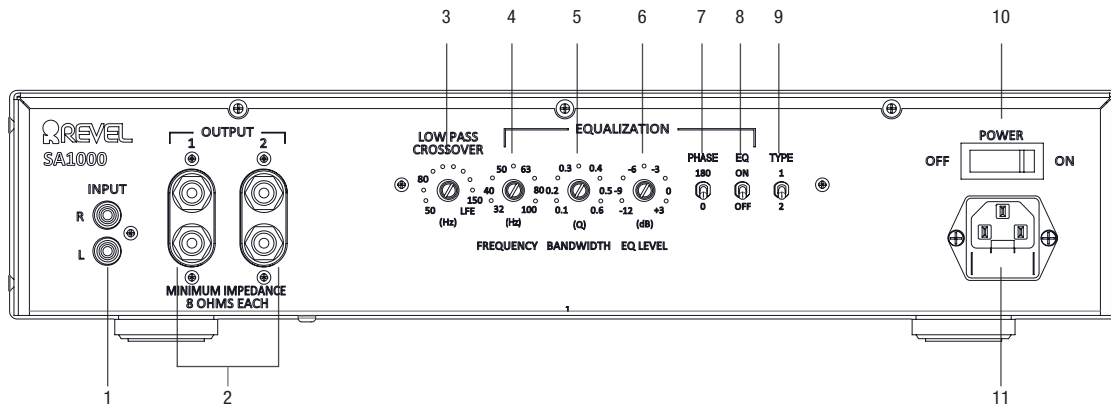 3 4 5 6 7 8 9 10
REVEL
SA1000
OUTPUT
1 2
INPUT
R
L
MINIMUM IMPEDANCE
8 OHMS EACH
LOW PASS
CROSSOVER
80
50 150
LFE
(Hz)
EQUALIZATION
50 63
40 80
32 100
(Hz)
FREQUENCY
0.3 0.4
0.2 0.5
0.1 0.6
(Q)
BANDWIDTH
-6 -3
-9 0
-12 +3
(dB)
EQ LEVEL
PHASE
180
0
EQ
ON
OFF
TYPE
1
2
POWER
OFF ON
1 2 11